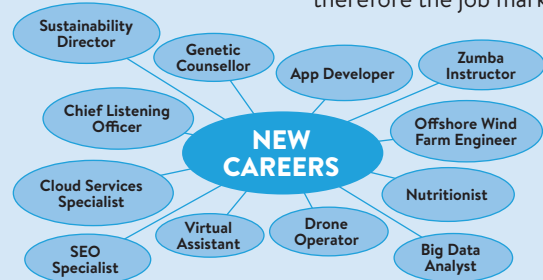 therefore the job mark
Sustainability
Director
Genetic
Counsellor
App Developer
Zumba
Instructor
Chief Listening
Officer
NEW
CAREERS
Offshore Wind
Farm Engineer
Cloud Services
Specialist
Nutritionist
Virtual
Assistant
Drone
Operator
SEO
Specialist
Big Data
Analyst